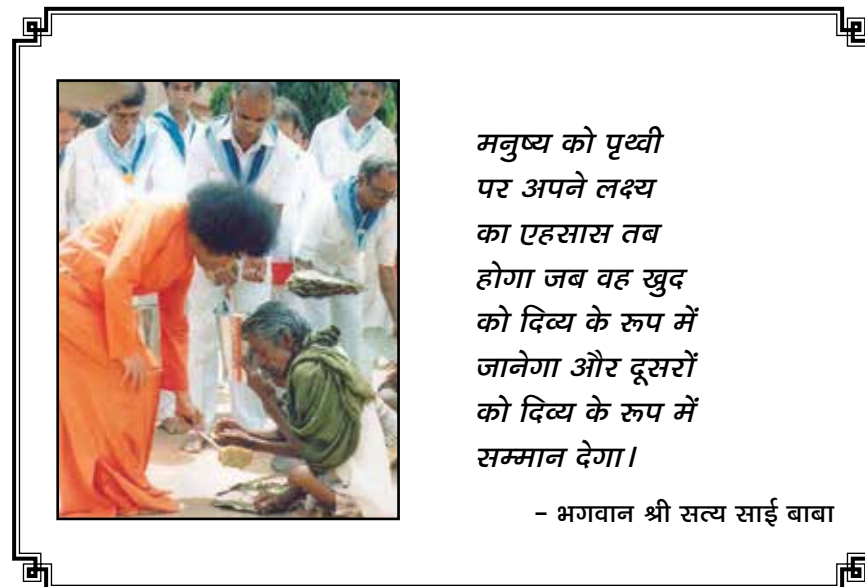 मनुष्य को पृथ्वी
पर अपने लक्ष्य
का एहसास तब
होगा जब वह खुद
को दिव्य के रूप में
जानेगा और दूसरों
को दिव्य के रूप में
सम्मान देगा।
- भगवान श्री सत्य साई बाबा